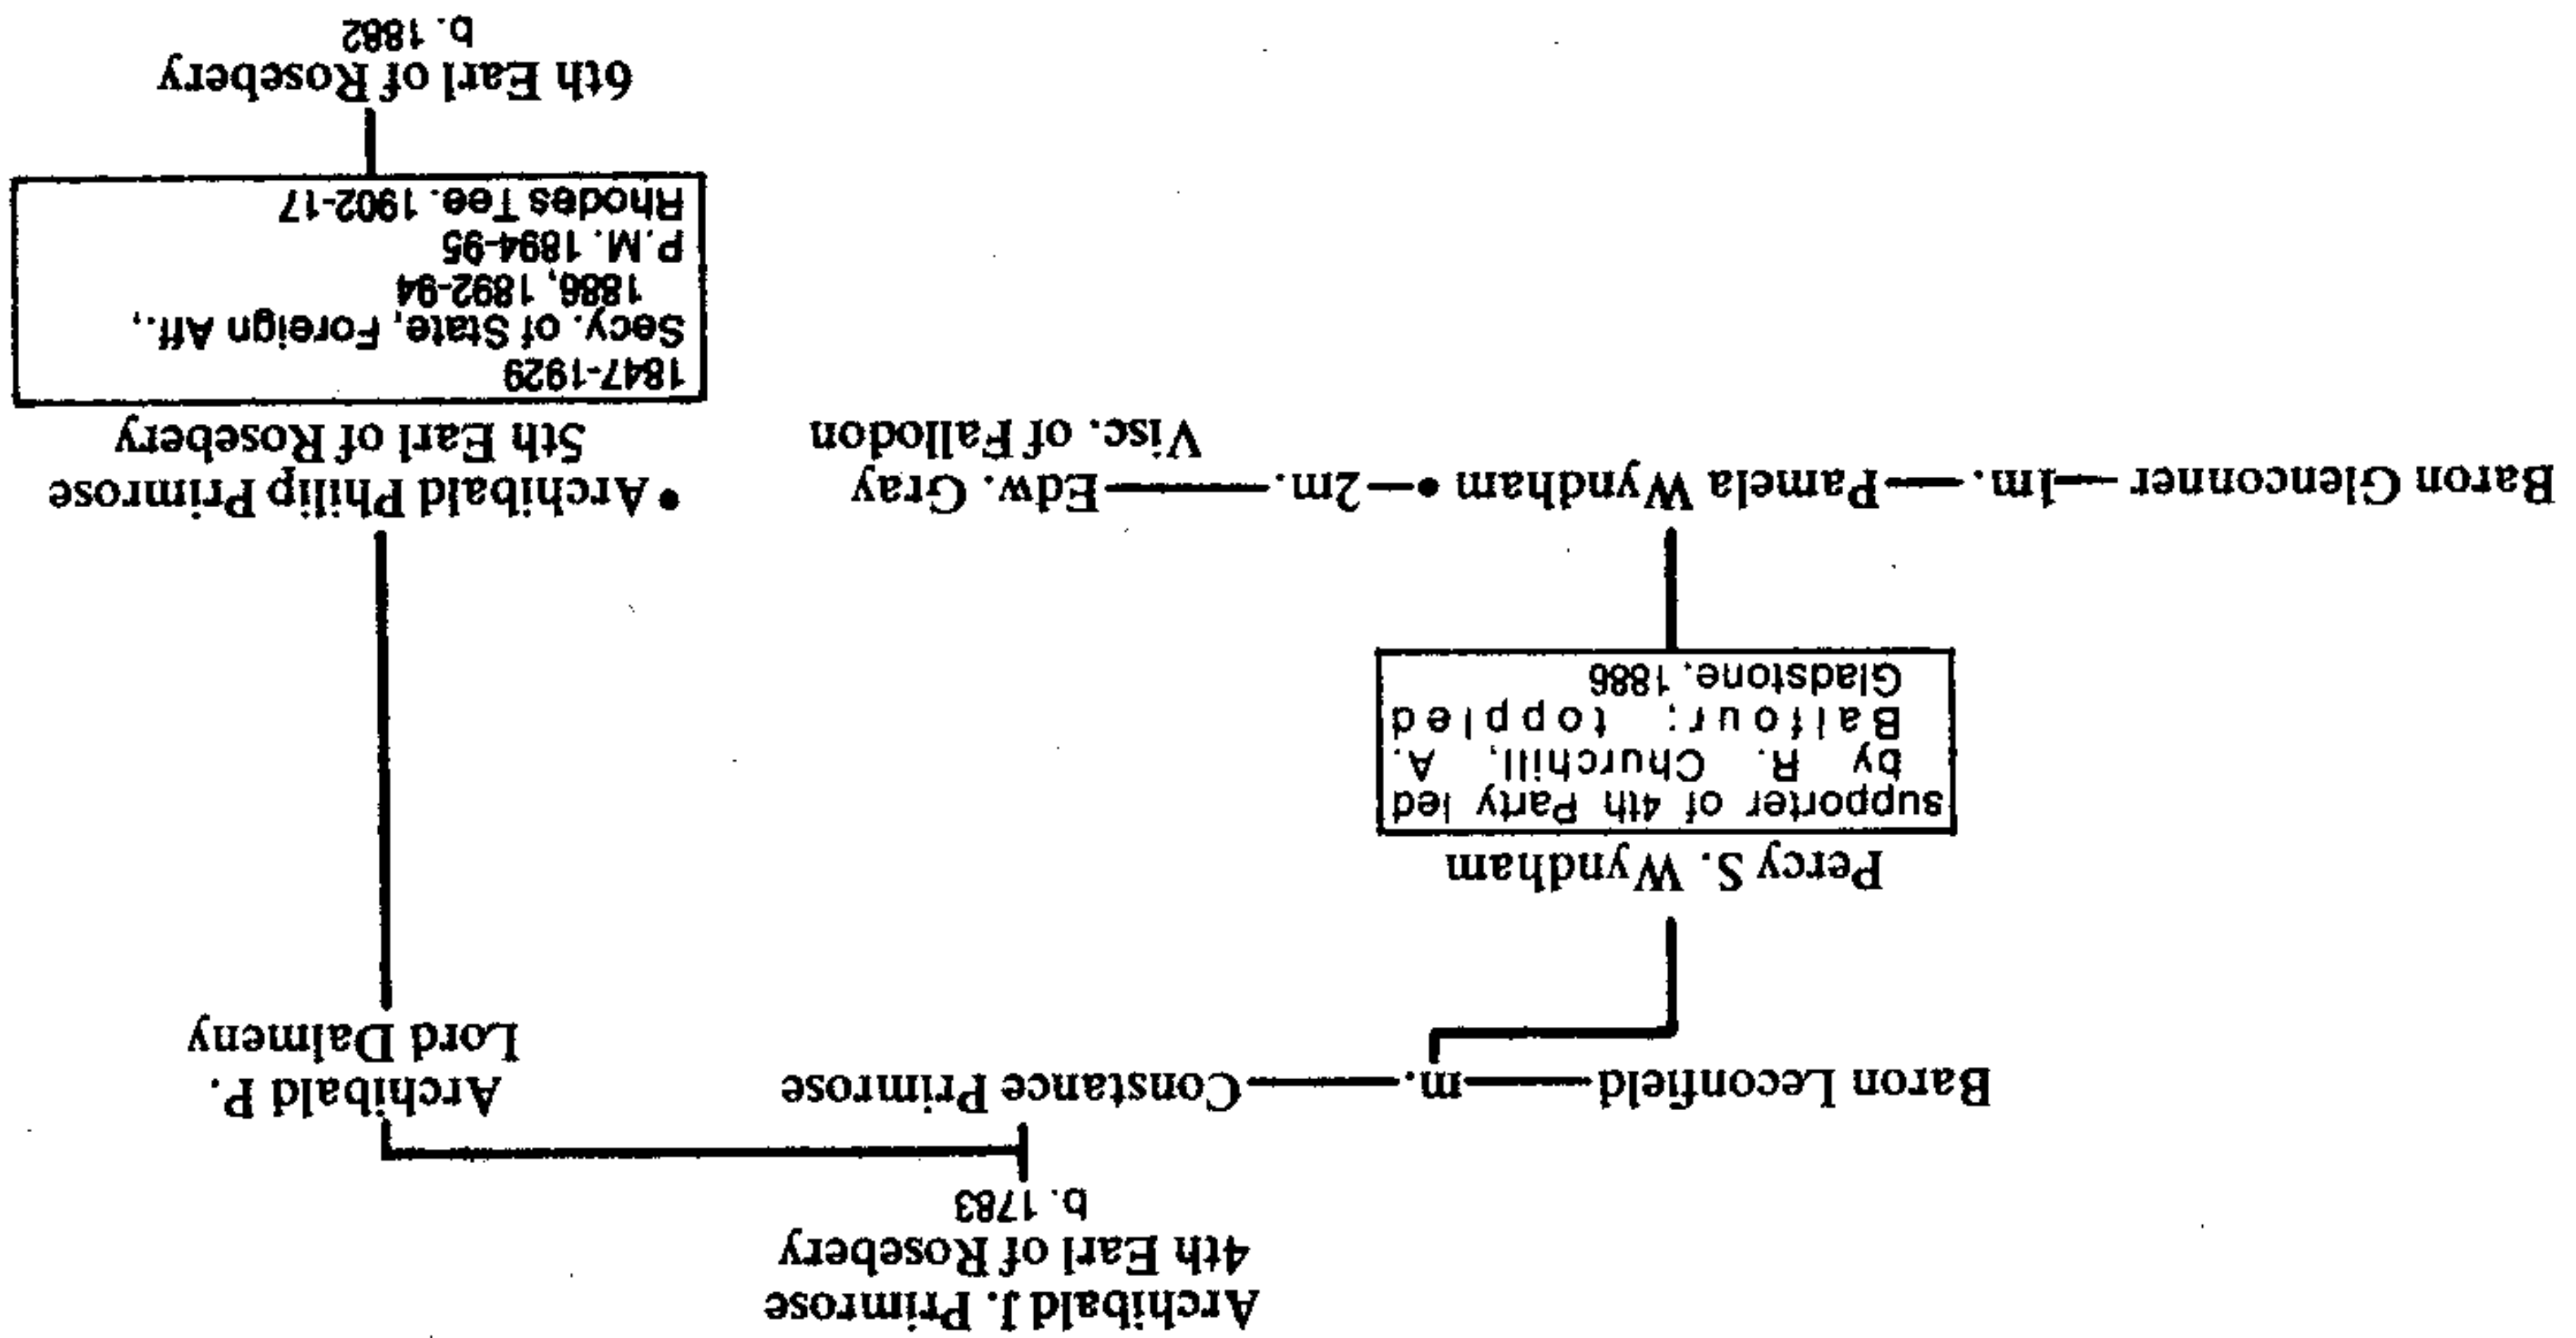 Archibald J. Primrose
4th Earl of Rosebery
b. 1783
Baron Leconfield—m.—Constance Primrose
Archibald P.
Lord Dalmeny
Percy S. Wyndham
supporter of 4th Party led
by R. Churchill, A.
Balfour; toppled
Gladstone, 1886
Baron Glenconner—1m.—Pamela Wyndham •—2m.—Edw. Gray
Visc. of Fallodon
• Archibald Philip Primrose
5th Earl of Rosebery
1847-1929
Secy. of State, Foreign Aff.,
1886, 1892-94
P.M. 1894-95
Rhodes Tee. 1902-17
6th Earl of Rosebery
b. 1882